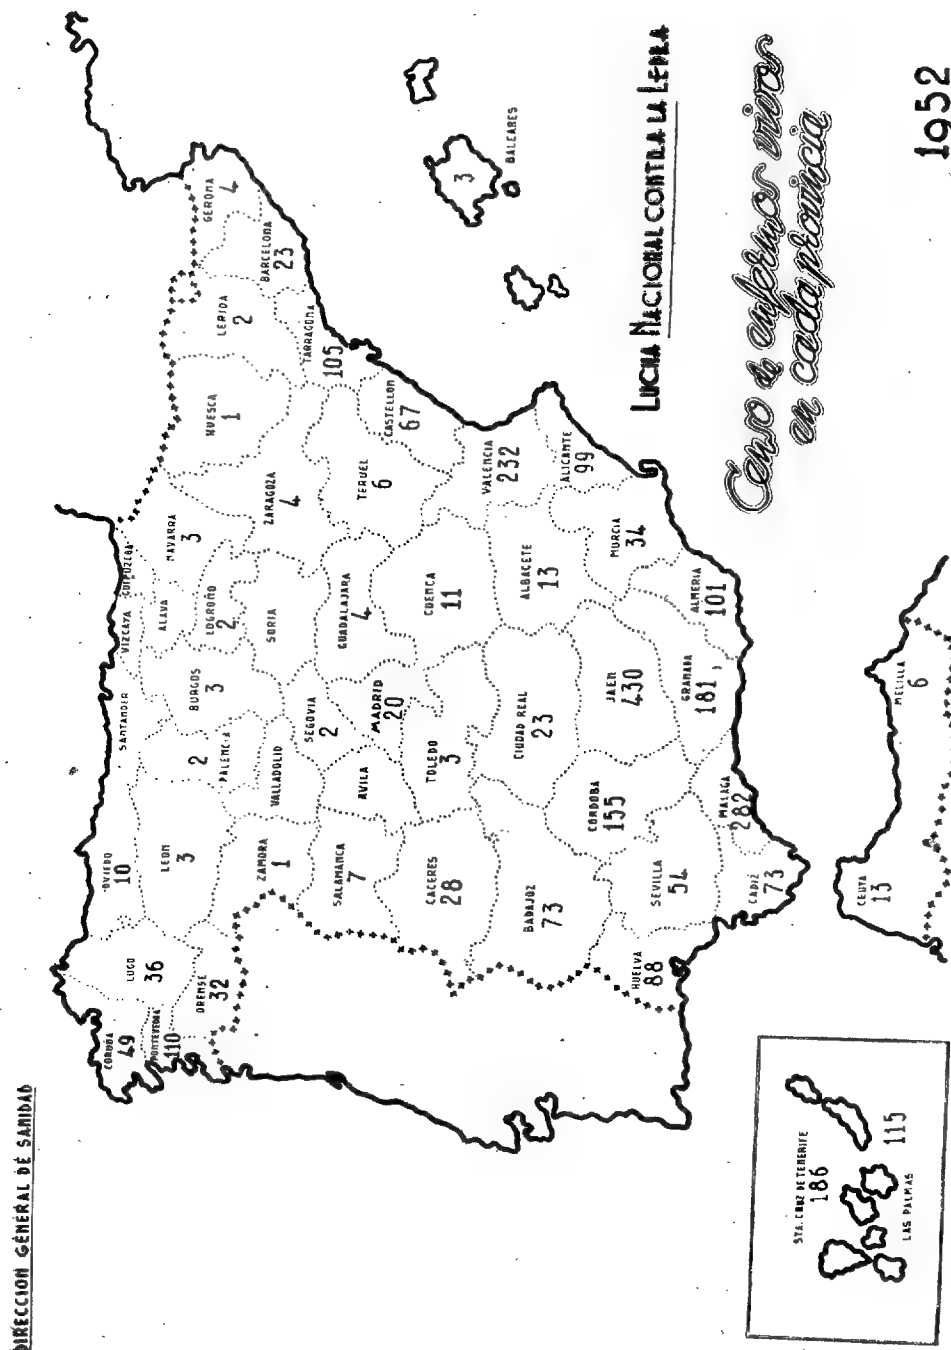 DIRECCION GENERAL DE SANIDAD
CORUÑA
49
LUGO
36
PONTEVEDRA
110
ORENSE
32
OVIEDO
10
LEON
3
SANTANDER
PALENCIA
2
BURGOS
3
VIZCAYA
GUIPUZCOA
ALAVA
NAVARRA
3
LOGROÑO
2
HUESCA
1
LERIDA
2
GERONA
4
BARCELONA
23
TARRAGONA
105
ZARAGOZA
4
SORIA
ZAMORA
1
VALLADOLID
SEGOVIA
2
SALAMANCA
7
AVILA
MADRID
20
GUADALAJARA
4
TERUEL
6
CASTELLON
67
CACERES
28
TOLEDO
3
CUENCA
11
VALENCIA
232
BADAJOZ
73
CIUDAD REAL
23
ALBACETE
13
ALICANTE
99
HUELVA
88
SEVILLA
54
CORDOBA
155
JAEN
430
MURCIA
34
CADIZ
73
MALAGA
282
GRANADA
181
ALMERIA
101
BALEARES
3
CEUTA
13
MELILLA
6
STA. CRUZ DE TENERIFE
186
LAS PALMAS
115
LUCHA NACIONAL CONTRA LA LEPRA
Censo de enfermos vivos
en cada provincia
1952